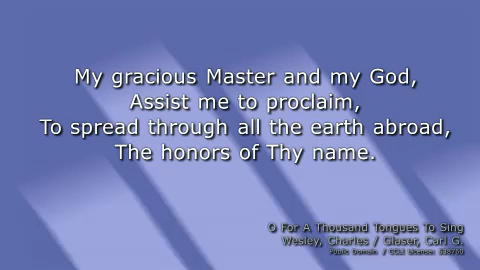 My gracious Master and my God,
Assist me to proclaim,
To spread through all the earth abroad,
The honors of Thy name.
O For A Thousand Tongues To Sing
Wesley, Charles / Glaser, Carl G.
Public Domain / CCLI License: